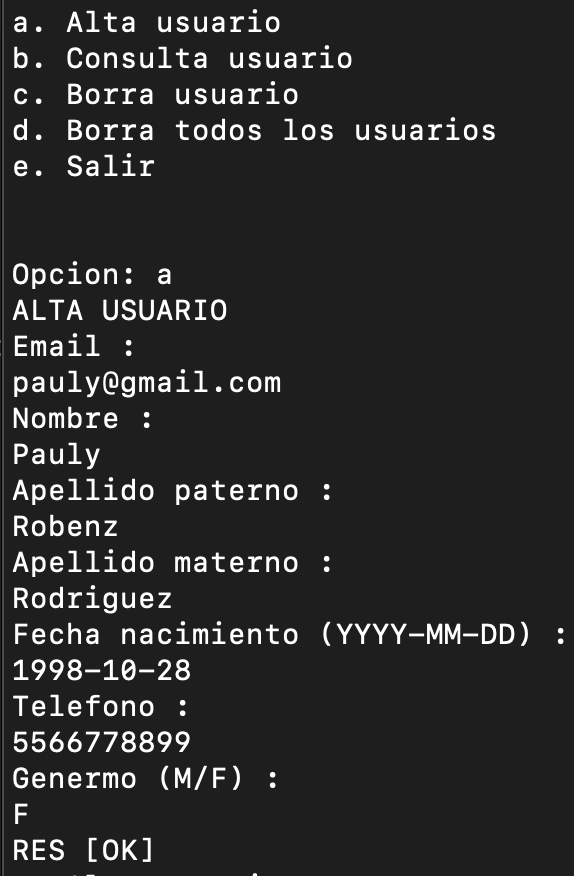 a. Alta usuario
b. Consulta usuario
c. Borra usuario
d. Borra todos los usuarios
e. Salir
Opcion: a
ALTA USUARIO
Email :
pauly@gmail.com
Nombre :
Pauly
Apellido paterno :
Robenz
Apellido materno :
Rodriguez
Fecha nacimiento (YYYY-MM-DD) :
1998-10-28
Telefono :
5566778899
Genermo (M/F) :
F
RES [OK]